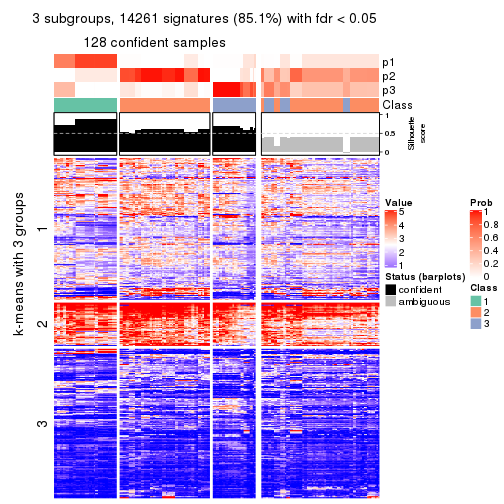 3 subgroups, 14261 signatures (85.1%) with fdr < 0.05
128 confident samples
p1
p2
p3
Class
1
0.5
0
Silhouette
score
k-means with 3 groups
1
2
3
Value
5
4
3
2
1
Status (barplots)
confident
ambiguous
Prob
1
0.8
0.6
0.4
0.2
0
Class
1
2
3